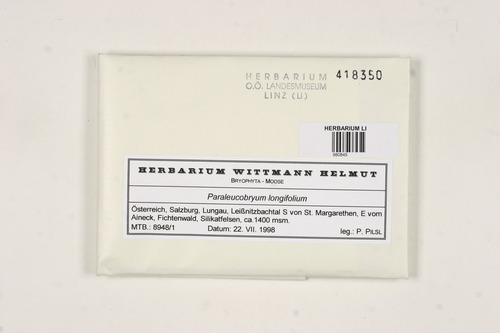 HERBARIUM
O.Ö. LANDESMUSEUM
LINZ (LI)
418350
HERBARIUM LI
HERBARIUM WITTMANN HELMUT
BRYOPHYTA - MOOSE
Paraleucobryum longifolium
Österreich, Salzburg, Lungau, Leißnitzbachtal S von St. Margarethen, E vom
Aineck, Fichtenwald, Silikatfelsen, ca.1400 msm.
MTB.: 8948/1 Datum: 22. VII. 1998 leg.: P. PILSL